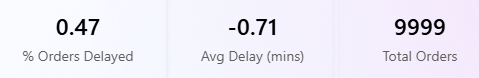 0.47
% Orders Delayed
-0.71
Avg Delay (mins)
9999
Total Orders